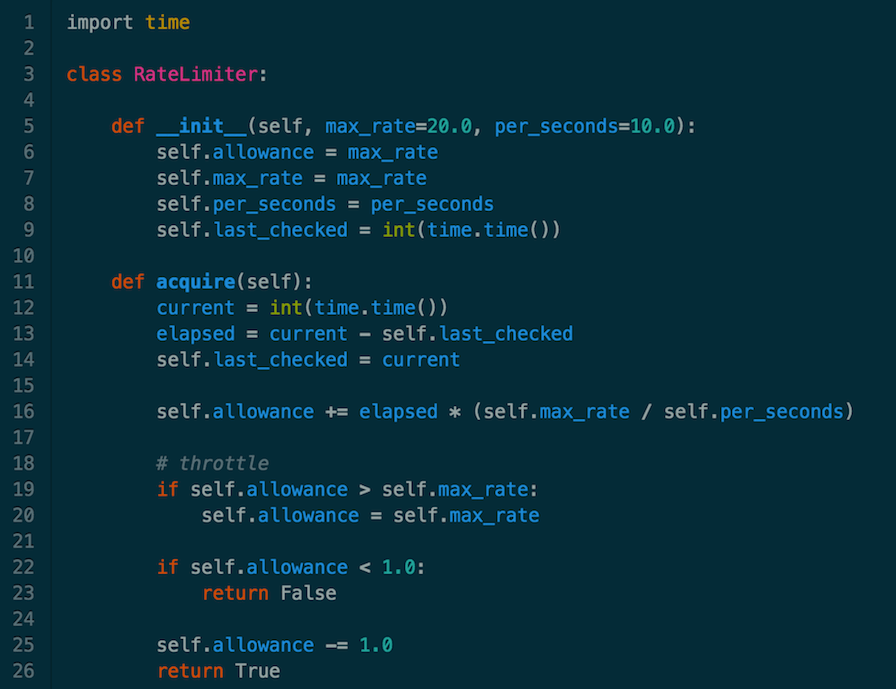 1 import time
2
3 class RateLimiter:
4
5     def __init__(self, max_rate=20.0, per_seconds=10.0):
6         self.allowance = max_rate
7         self.max_rate = max_rate
8         self.per_seconds = per_seconds
9         self.last_checked = int(time.time())
10
11     def acquire(self):
12         current = int(time.time())
13         elapsed = current - self.last_checked
14         self.last_checked = current
15
16         self.allowance += elapsed * (self.max_rate / self.per_seconds)
17
18         # throttle
19         if self.allowance > self.max_rate:
20             self.allowance = self.max_rate
21
22         if self.allowance < 1.0:
23             return False
24
25         self.allowance -= 1.0
26         return True